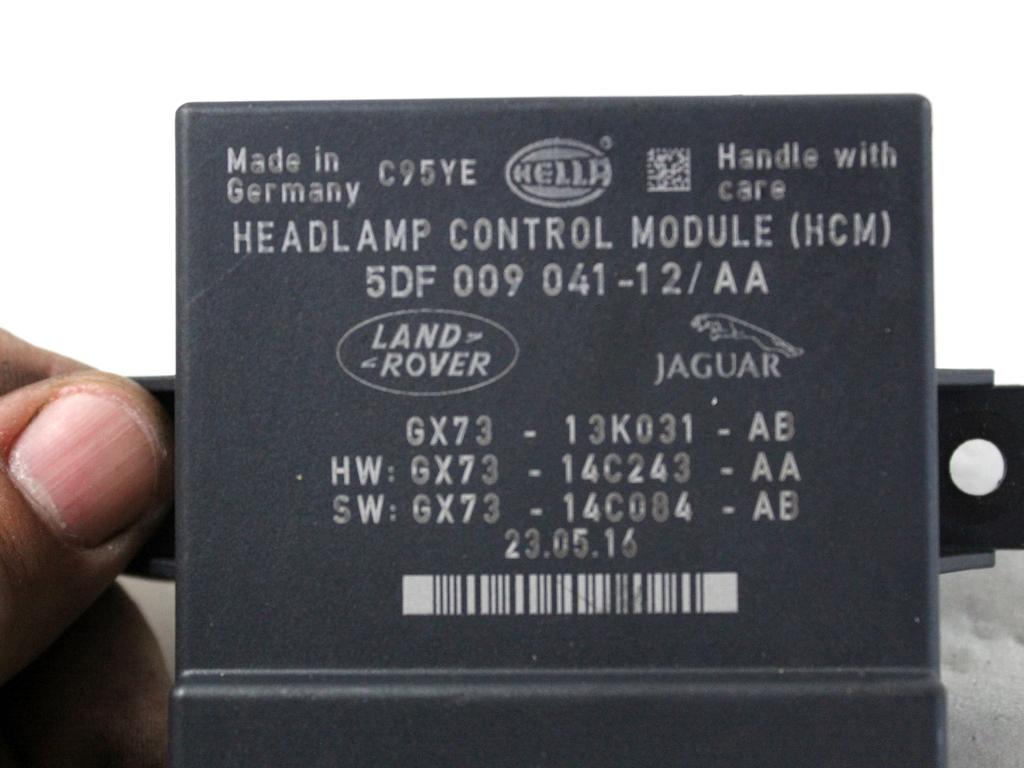 Made in
Germany
C95YE
HELLA®
Handle with
care
HEADLAMP CONTROL MODULE (HCM)
5DF 009 041-12/AA
LAND
ROVER
JAGUAR
GX73 - 13K031 - AB
HW: GX73 - 14C243 - AA
SW: GX73 - 14C084 - AB
23.05.16